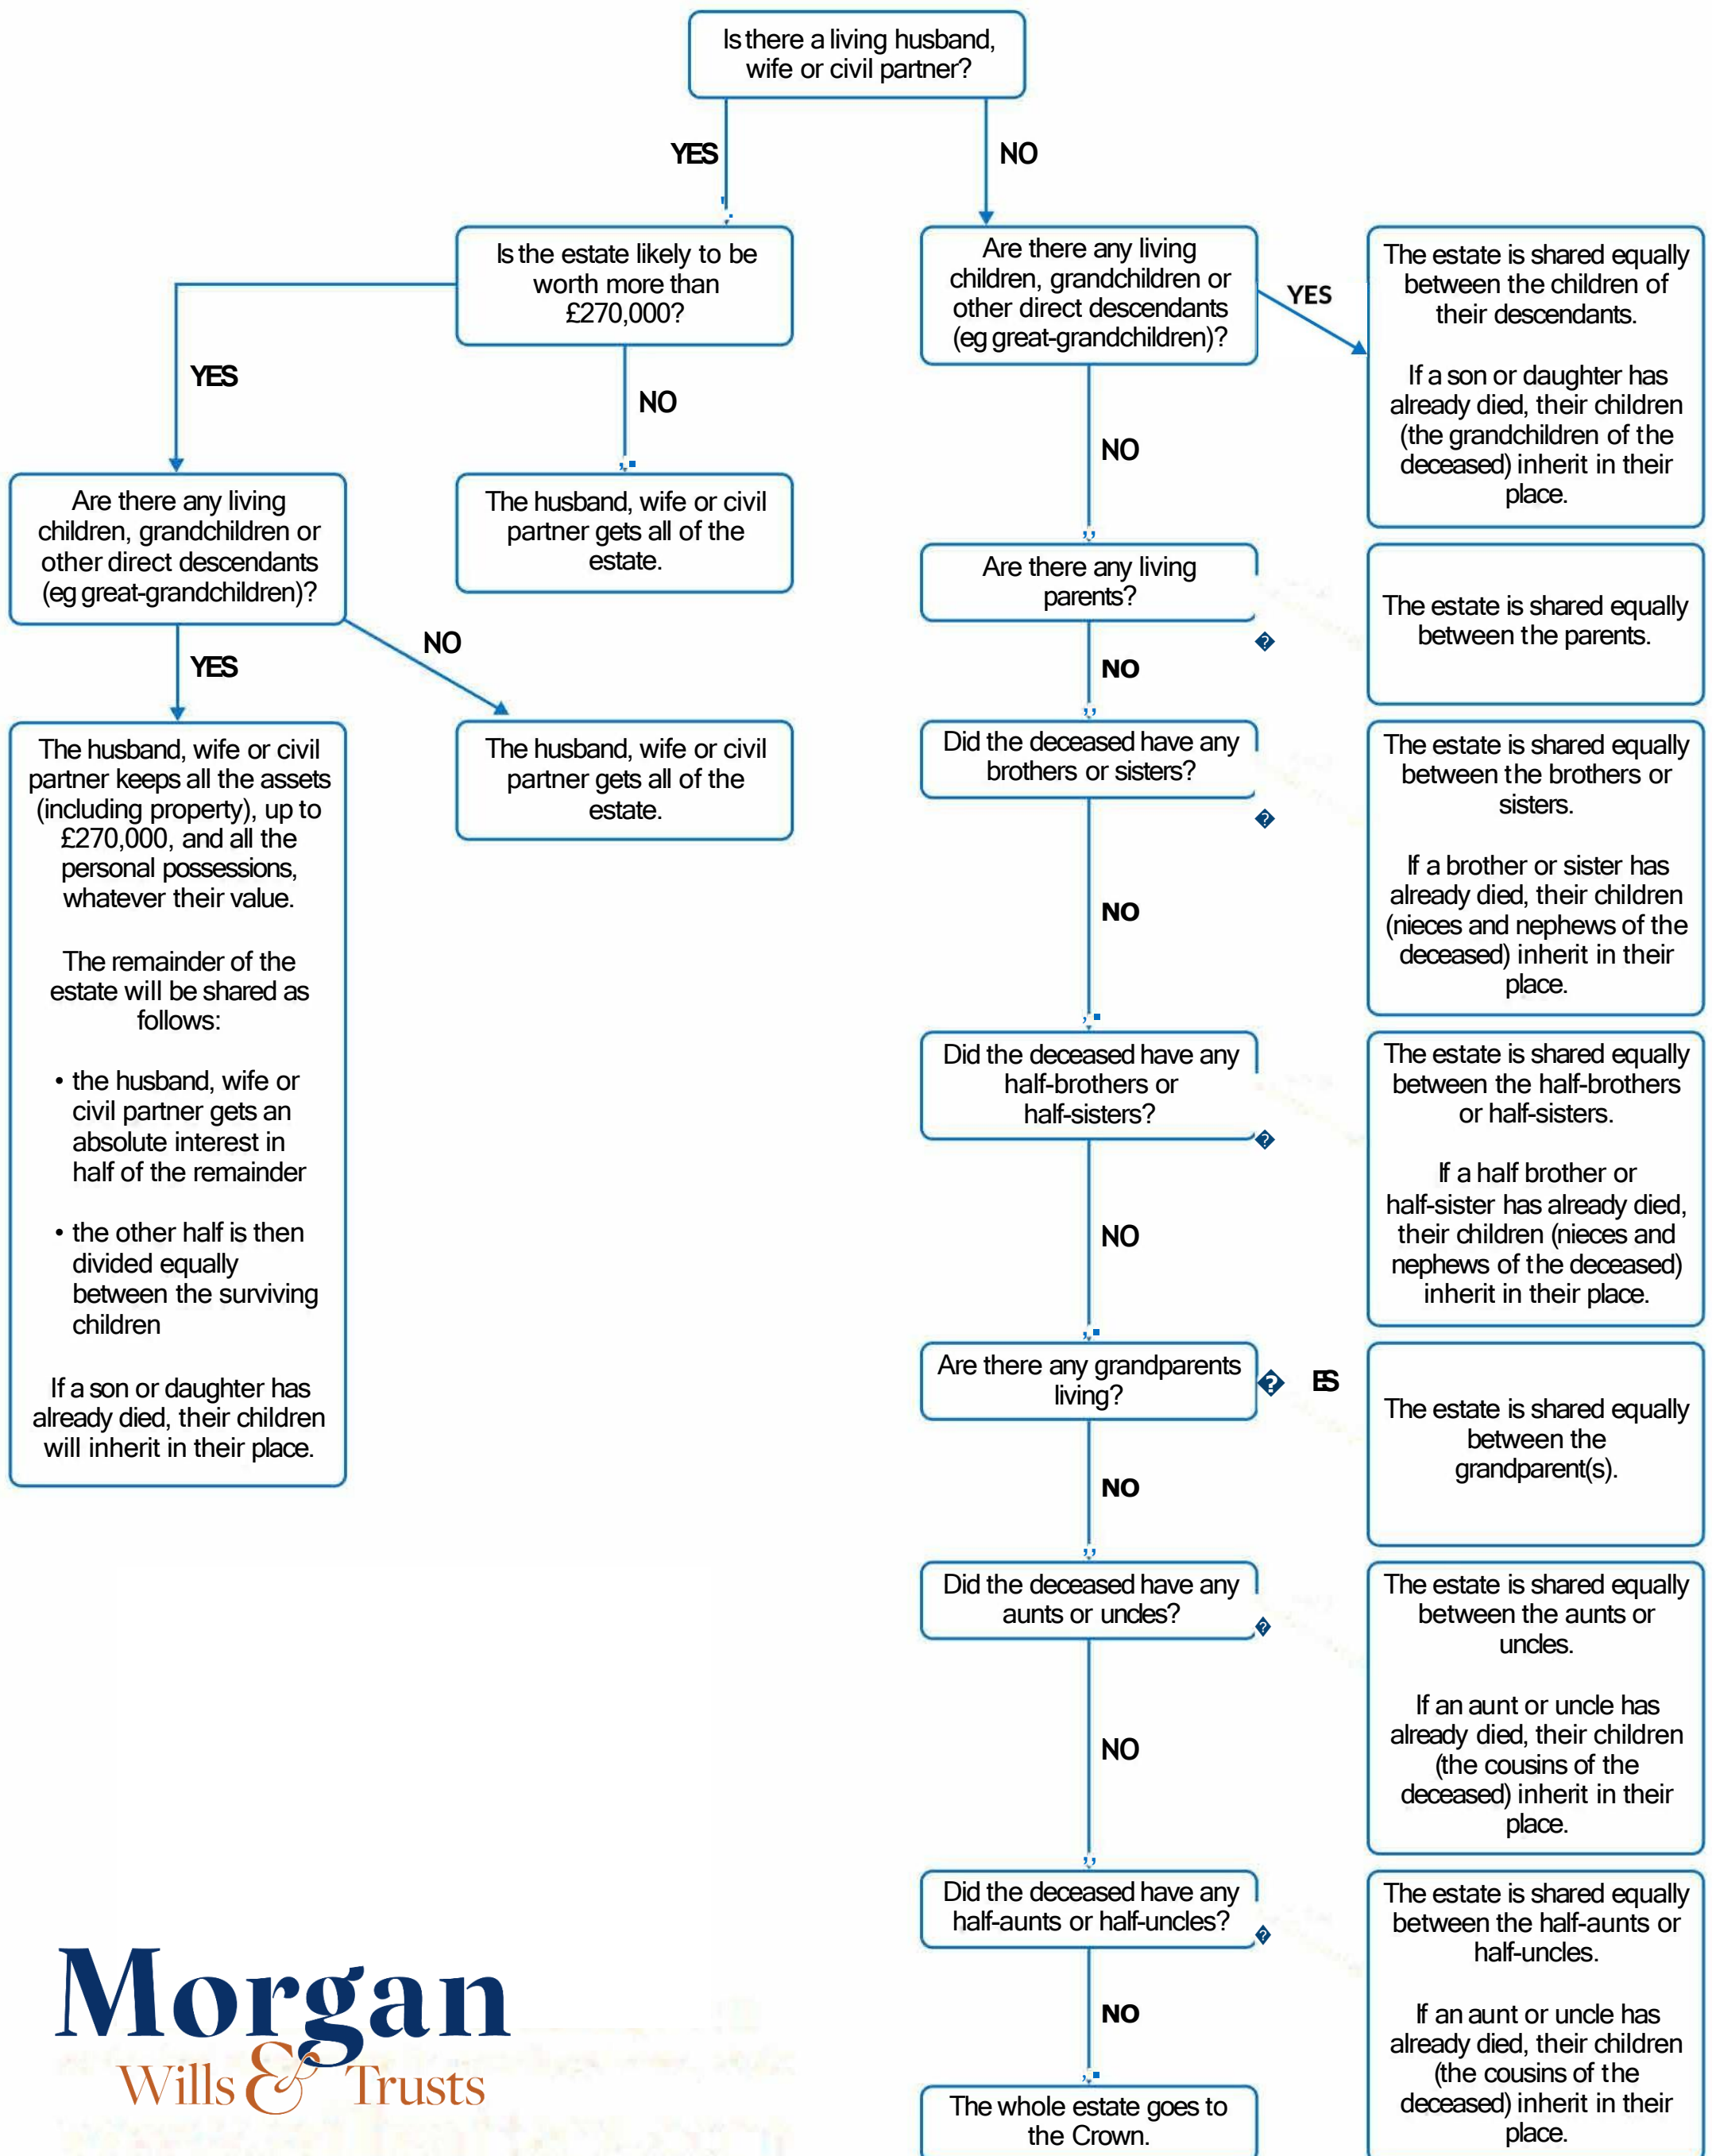 Is there a living husband,
wife or civil partner?
YES
NO
Is the estate likely to be
worth more than
£270,000?
Are there any living
children, grandchildren or
other direct descendants
(eg great-grandchildren)?
YES
The estate is shared equally
between the children of
their descendants.
If a son or daughter has
already died, their children
(the grandchildren of the
deceased) inherit in their
place.
YES
NO
NO
Are there any living
children, grandchildren or
other direct descendants
(eg great-grandchildren)?
The husband, wife or civil
partner gets all of the
estate.
Are there any living
parents?
The estate is shared equally
between the parents.
YES
NO
NO
The husband, wife or civil
partner keeps all the assets
(including property), up to
£270,000, and all the
personal possessions,
whatever their value.
The remainder of the
estate will be shared as
follows:
• the husband, wife or
civil partner gets an
absolute interest in
half of the remainder
• the other half is then
divided equally
between the surviving
children
If a son or daughter has
already died, their children
will inherit in their place.
The husband, wife or civil
partner gets all of the
estate.
Did the deceased have any
brothers or sisters?
The estate is shared equally
between the brothers or
sisters.
If a brother or sister has
already died, their children
(nieces and nephews of the
deceased) inherit in their
place.
NO
Did the deceased have any
half-brothers or
half-sisters?
The estate is shared equally
between the half-brothers
or half-sisters.
If a half brother or
half-sister has already died,
their children (nieces and
nephews of the deceased)
inherit in their place.
NO
Are there any grandparents
living?
ES
The estate is shared equally
between the
grandparent(s).
NO
Did the deceased have any
aunts or uncles?
The estate is shared equally
between the aunts or
uncles.
If an aunt or uncle has
already died, their children
(the cousins of the
deceased) inherit in their
place.
NO
Did the deceased have any
half-aunts or half-uncles?
The estate is shared equally
between the half-aunts or
half-uncles.
If an aunt or uncle has
already died, their children
(the cousins of the
deceased) inherit in their
place.
NO
The whole estate goes to
the Crown.
Morgan
Wills & Trusts